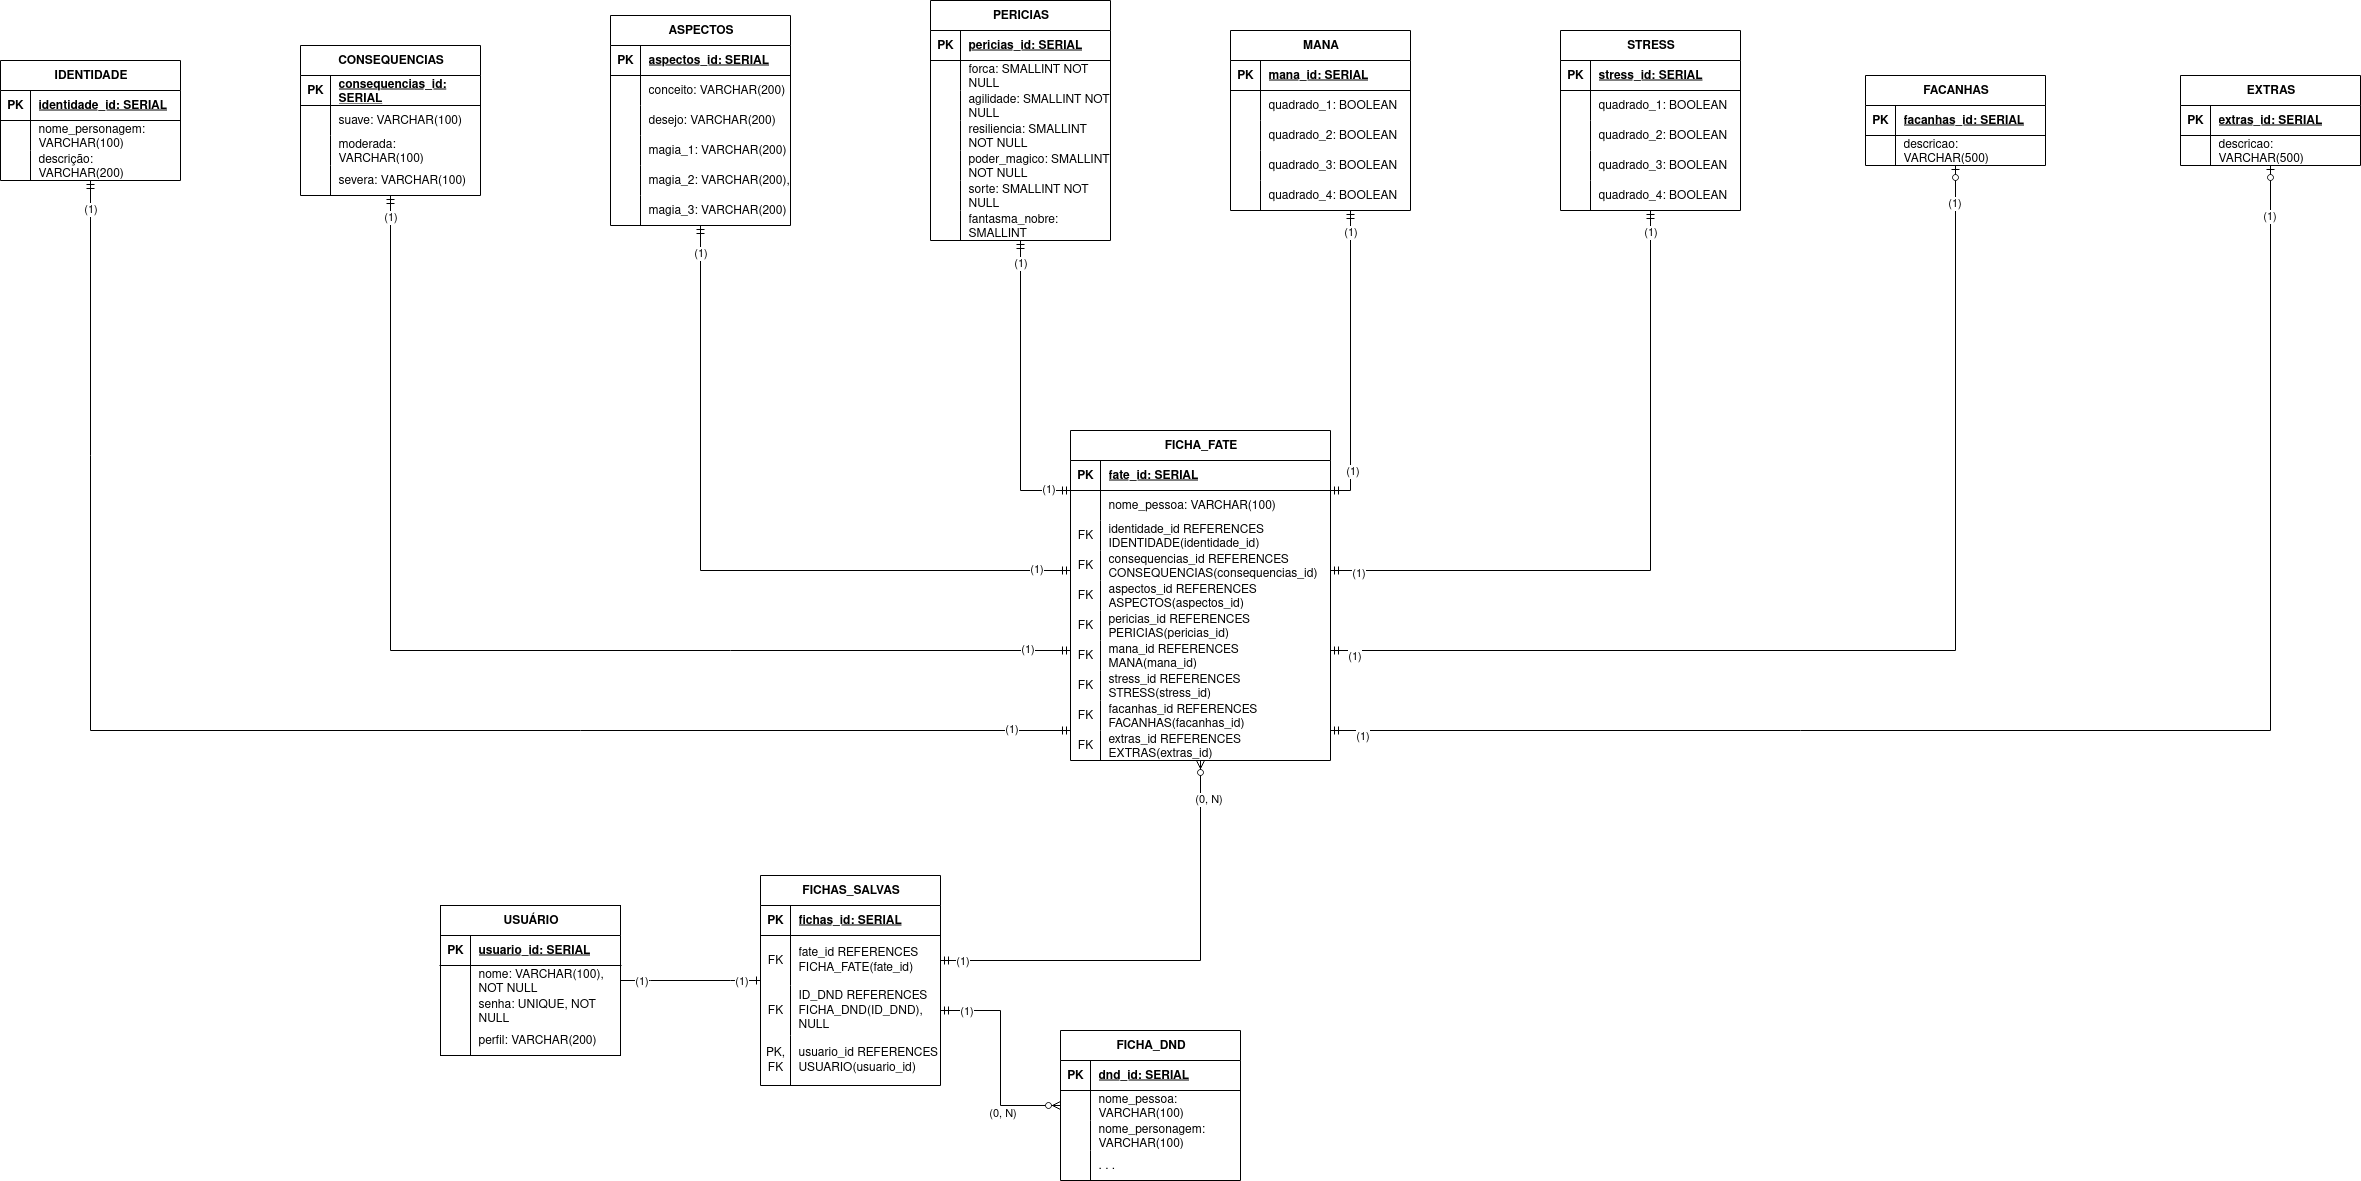 IDENTIDADE
PK
identidade_id: SERIAL
nome_personagem:
VARCHAR(100)
descrição:
VARCHAR(200)
(1)
CONSEQUENCIAS
PK
consequencias_id:
SERIAL
suave: VARCHAR(100)
moderada:
VARCHAR(100)
severa: VARCHAR(100)
(1)
ASPECTOS
PK
aspectos_id: SERIAL
conceito: VARCHAR(200)
desejo: VARCHAR(200)
magia_1: VARCHAR(200)
magia_2: VARCHAR(200),
magia_3: VARCHAR(200)
(1)
PERICIAS
PK
pericias_id: SERIAL
forca: SMALLINT NOT
NULL
agilidade: SMALLINT NOT
NULL
resiliencia: SMALLINT
NOT NULL
poder_magico: SMALLINT
NOT NULL
sorte: SMALLINT NOT
NULL
fantasma_nobre:
SMALLINT
(1)
MANA
PK
mana_id: SERIAL
quadrado_1: BOOLEAN
quadrado_2: BOOLEAN
quadrado_3: BOOLEAN
quadrado_4: BOOLEAN
(1)
STRESS
PK
stress_id: SERIAL
quadrado_1: BOOLEAN
quadrado_2: BOOLEAN
quadrado_3: BOOLEAN
quadrado_4: BOOLEAN
(1)
FACANHAS
PK
facanhas_id: SERIAL
descricao:
VARCHAR(500)
(1)
EXTRAS
PK
extras_id: SERIAL
descricao:
VARCHAR(500)
(1)
FICHA_FATE
PK
fate_id: SERIAL
nome_pessoa: VARCHAR(100)
FK
identidade_id REFERENCES
IDENTIDADE(identidade_id)
FK
consequencias_id REFERENCES
CONSEQUENCIAS(consequencias_id)
FK
aspectos_id REFERENCES
ASPECTOS(aspectos_id)
FK
pericias_id REFERENCES
PERICIAS(pericias_id)
FK
mana_id REFERENCES
MANA(mana_id)
FK
stress_id REFERENCES
STRESS(stress_id)
FK
facanhas_id REFERENCES
FACANHAS(facanhas_id)
FK
extras_id REFERENCES
EXTRAS(extras_id)
(1)
(1)
(1)
(1)
(1)
(1)
(1)
(1)
(0, N)
USUÁRIO
PK
usuario_id: SERIAL
nome: VARCHAR(100),
NOT NULL
senha: UNIQUE, NOT
NULL
perfil: VARCHAR(200)
(1)
(1)
FICHAS_SALVAS
PK
fichas_id: SERIAL
FK
fate_id REFERENCES
FICHA_FATE(fate_id)
FK
ID_DND REFERENCES
FICHA_DND(ID_DND),
NULL
PK,
FK
usuario_id REFERENCES
USUARIO(usuario_id)
(1)
(1)
(0, N)
FICHA_DND
PK
dnd_id: SERIAL
nome_pessoa:
VARCHAR(100)
nome_personagem:
VARCHAR(100)
. . .